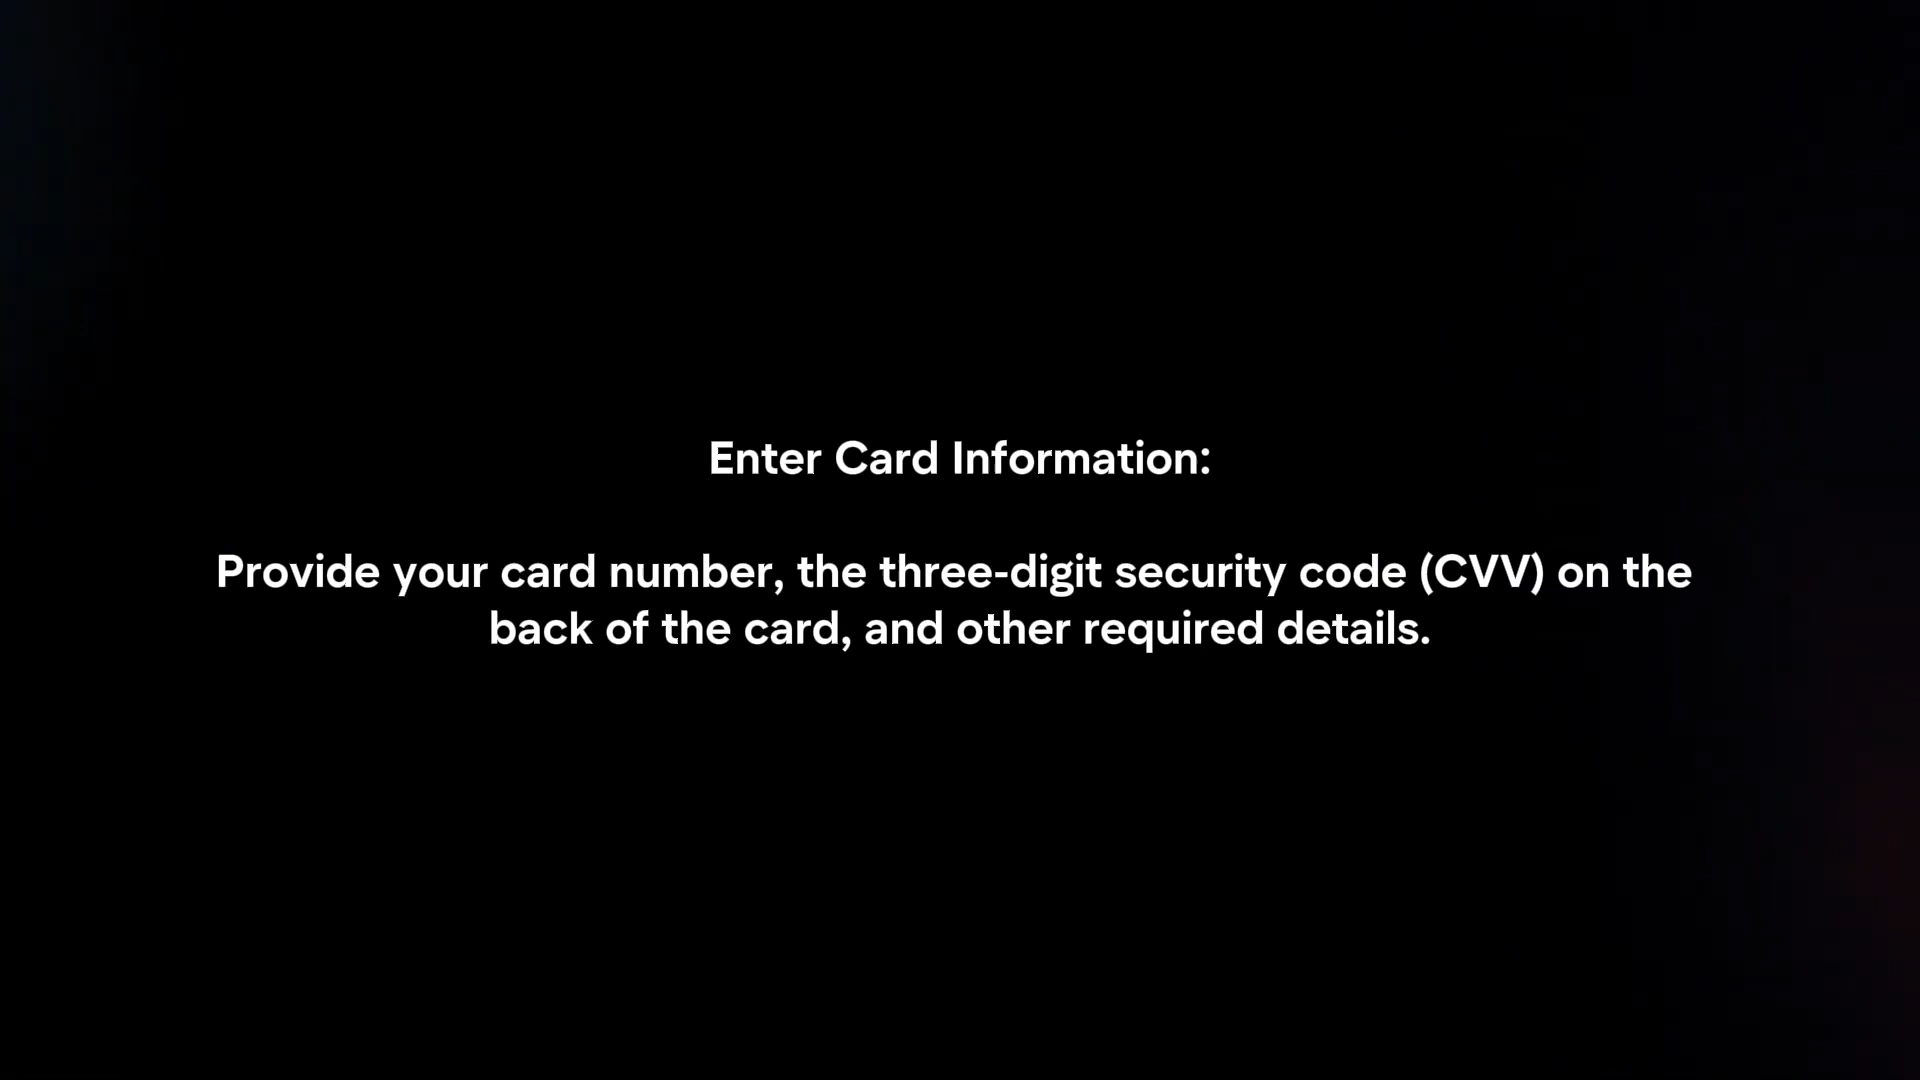 Enter Card Information:
Provide your card number, the three-digit security code (CVV) on the
back of the card, and other required details.